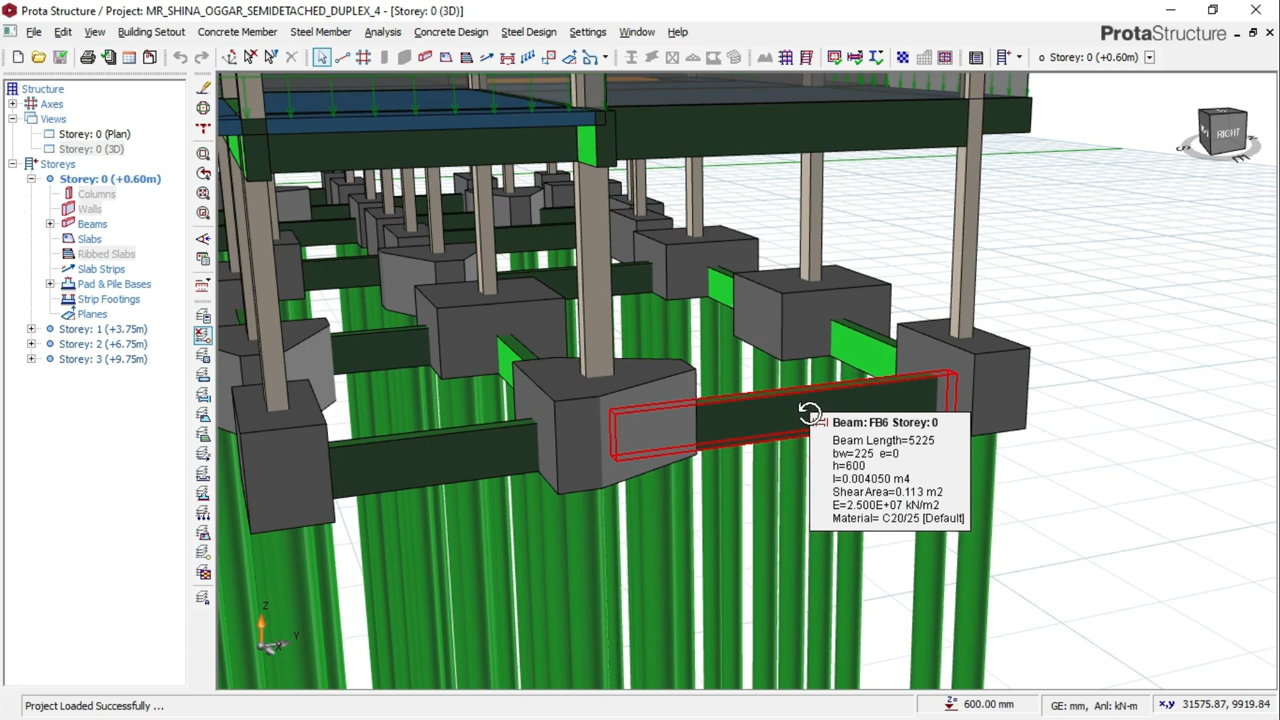 Prota Structure / Project: MR_SHINA_OGGAR_SEMIDETACHED_DUPLEX_4 - [Storey: 0 (3D)]
File Edit View Building Setout Concrete Member Steel Member Analysis Concrete Design Steel Design Settings Window Help
ProtaStructure
o Storey: 0 (+0.60m)
Structure
Axes
Views
Storey: 0 (Plan)
Storey: 0 (3D)
Storeys
Storey: 0 (+0.60m)
Columns
Walls
Beams
Slabs
Ribbed Slabs
Slab Strips
Pad & Pile Bases
Strip Footings
Planes
Storey: 1 (+3.75m)
Storey: 2 (+6.75m)
Storey: 3 (+9.75m)
RIGHT
Beam: FB6 Storey: 0
Beam Length=5225
bw=225 e=0
h=600
I=0.004050 m4
Shear Area=0.113 m2
E=2.500E+07 kN/m2
Material= C20/25 [Default]
Z
Y
X
Project Loaded Successfully ...
Z= 600.00 mm
GE: mm, Anl: kN-m
x,y 31575.87, 9919.84